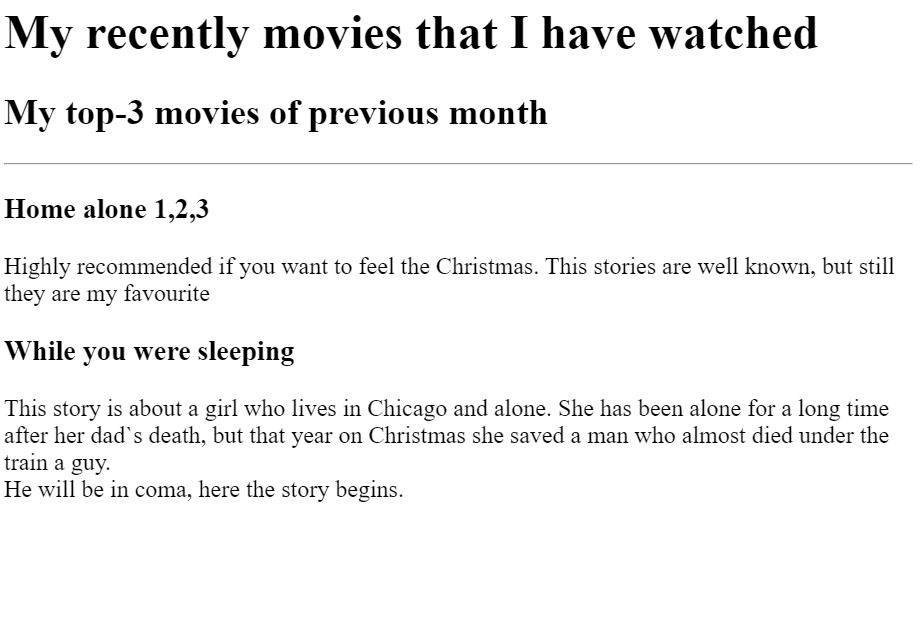 My recently movies that I have watched
My top-3 movies of previous month
Home alone 1,2,3
Highly recommended if you want to feel the Christmas. This stories are well known, but still
they are my favourite
While you were sleeping
This story is about a girl who lives in Chicago and alone. She has been alone for a long time
after her dad`s death, but that year on Christmas she saved a man who almost died under the
train a guy.
He will be in coma, here the story begins.